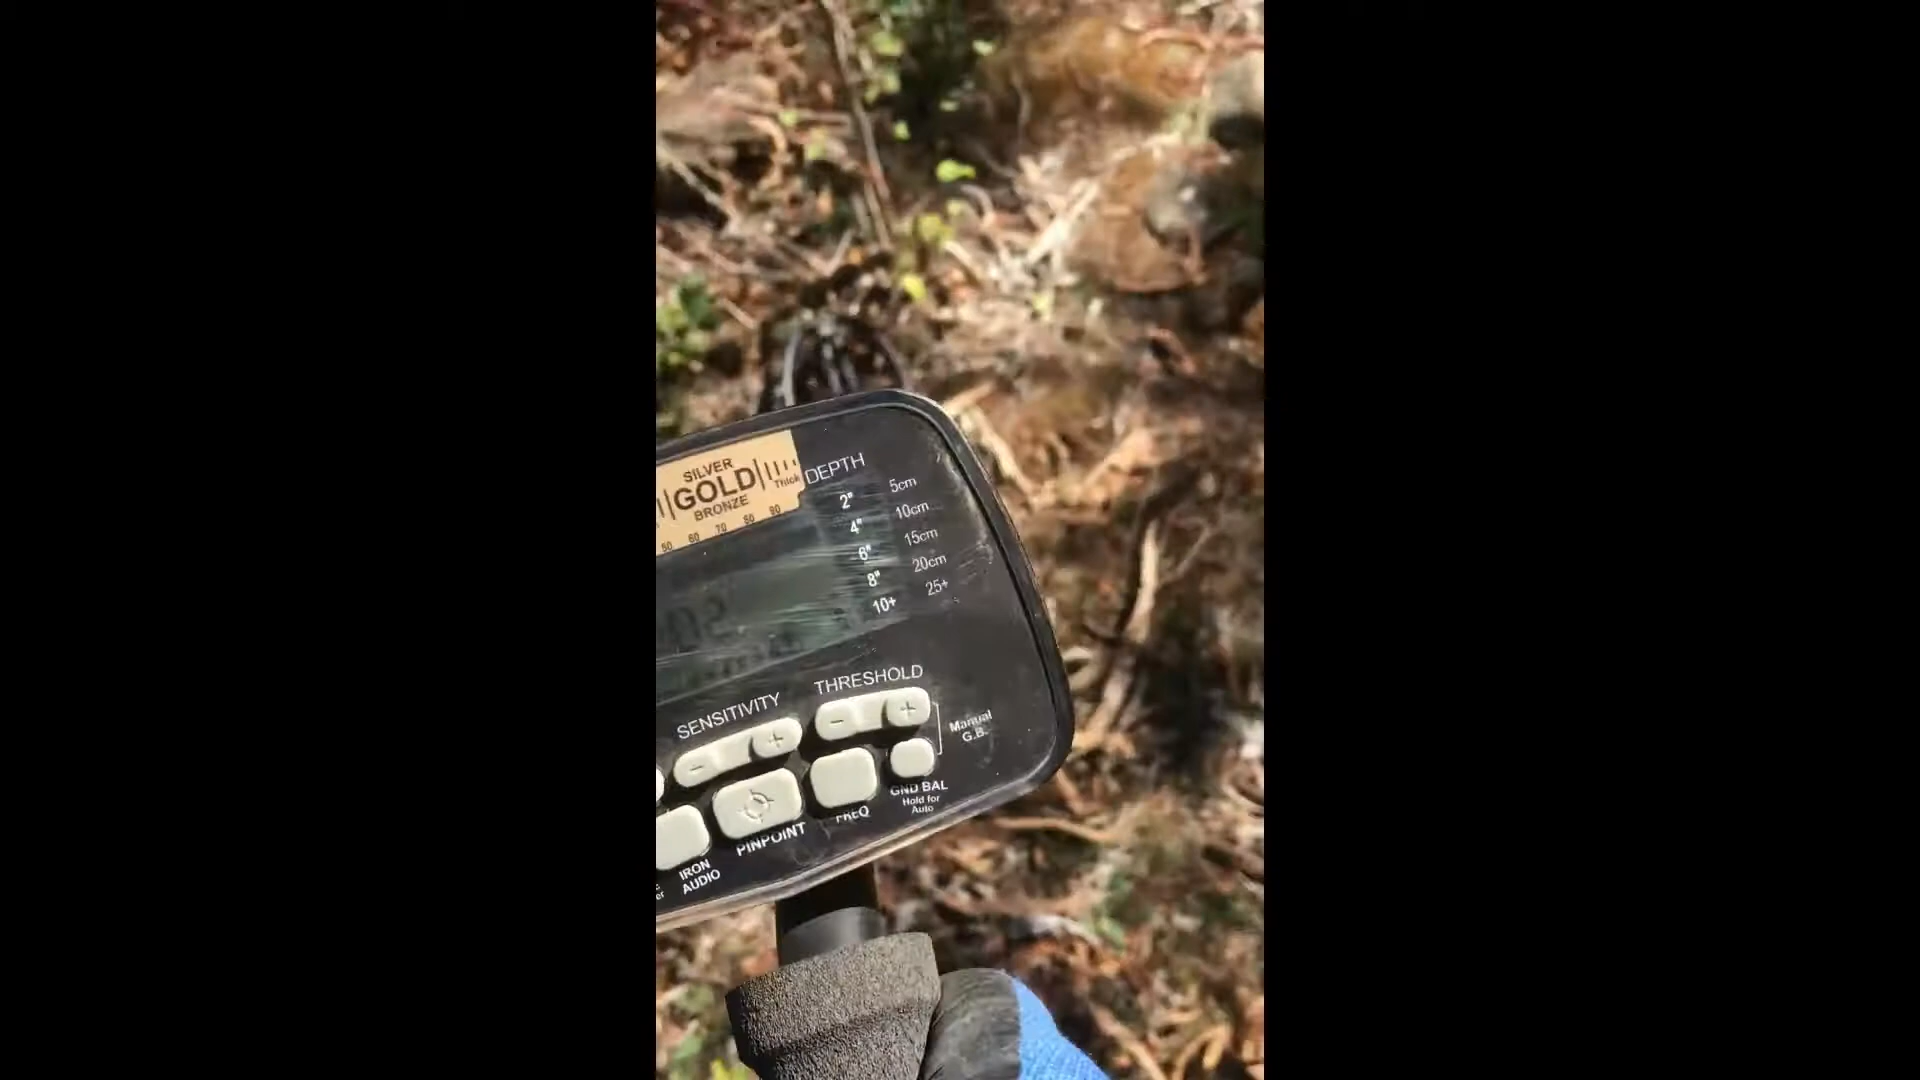 SILVER
GOLD
BRONZE
Thick
50 60 70 80 90
DEPTH
2" 5cm
4" 10cm
6" 15cm
8" 20cm
10+ 25+
SENSITIVITY
THRESHOLD
- +
- +
Manual
G.B.
GND BAL
Hold for
Auto
FREQ
PINPOINT
IRON
AUDIO